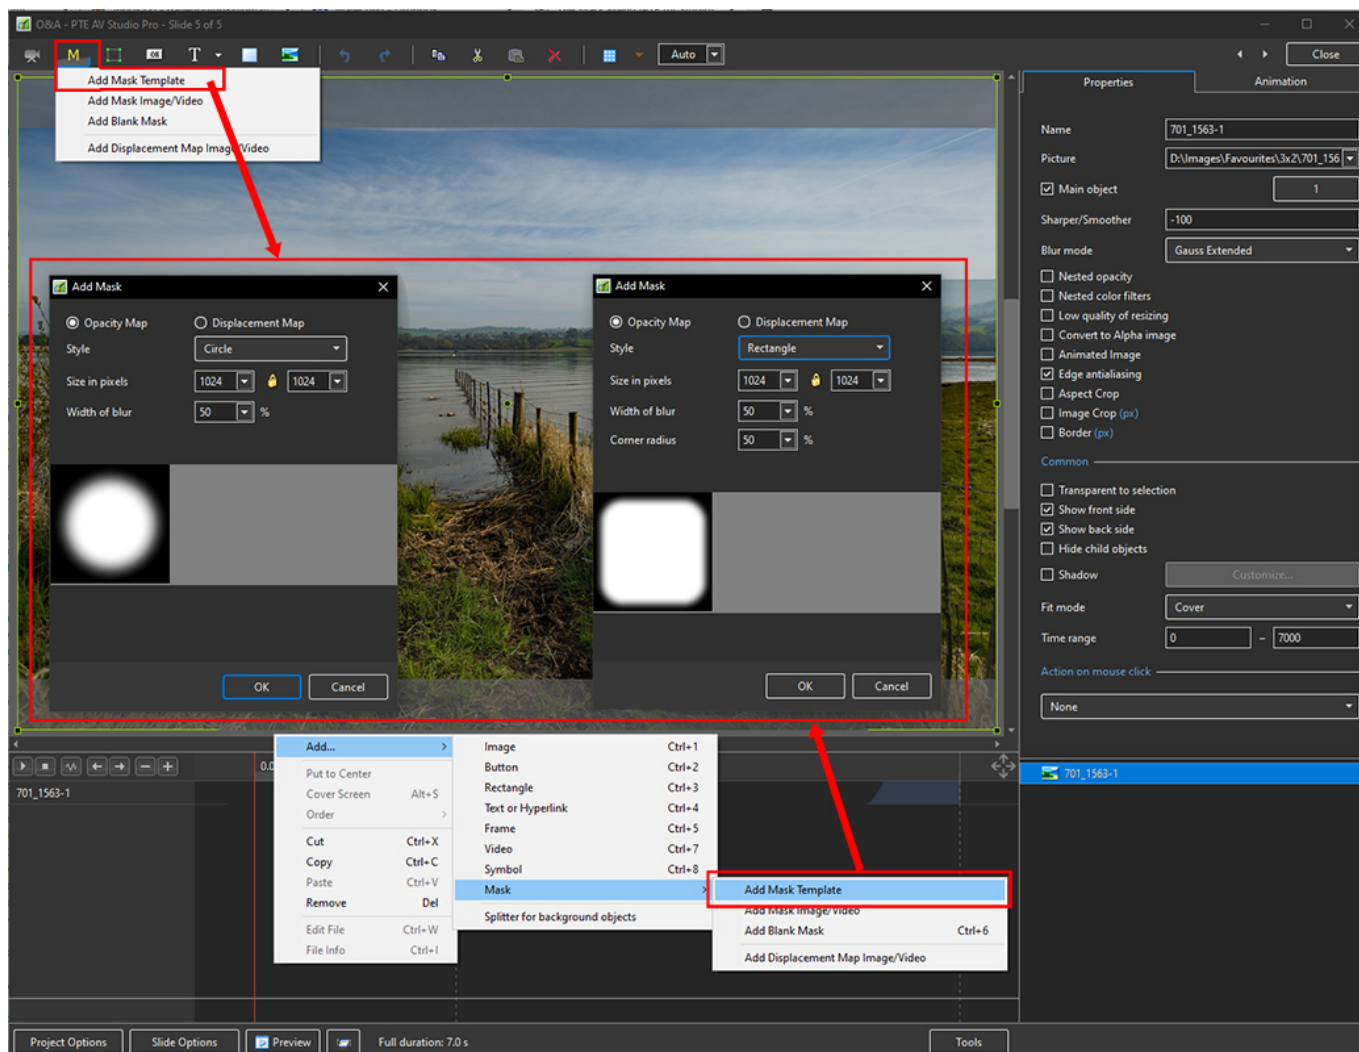 O&A - PTE AV Studio Pro - Slide 5 of 5
M OK T Auto Close
Add Mask Template
Add Mask Image/Video
Add Blank Mask
Add Displacement Map Image/Video
Properties Animation
Name 701_1563-1
Picture D:\Images\Favourites\3x2\701_156
Main object 1
Sharper/Smoother -100
Blur mode Gauss Extended
Nested opacity
Nested color filters
Low quality of resizing
Convert to Alpha image
Animated Image
Edge antialiasing
Aspect Crop
Image Crop (px)
Border (px)
Common
Transparent to selection
Show front side
Show back side
Hide child objects
Shadow Customize...
Fit mode Cover
Time range 0 – 7000
Action on mouse click
None
Add Mask
Opacity Map Displacement Map
Style Circle
Size in pixels 1024 1024
Width of blur 50 %
OK Cancel
Add Mask
Opacity Map Displacement Map
Style Rectangle
Size in pixels 1024 1024
Width of blur 50 %
Corner radius 50 %
OK Cancel
0.0
701_1563-1
701_1563-1
Add...
Put to Center
Cover Screen Alt+S
Order
Cut Ctrl+X
Copy Ctrl+C
Paste Ctrl+V
Remove Del
Edit File Ctrl+W
File Info Ctrl+I
Image Ctrl+1
Button Ctrl+2
Rectangle Ctrl+3
Text or Hyperlink Ctrl+4
Frame Ctrl+5
Video Ctrl+7
Symbol Ctrl+8
Mask
Splitter for background objects
Add Mask Template
Add Mask Image/Video
Add Blank Mask Ctrl+6
Add Displacement Map Image/Video
Project Options Slide Options Preview Full duration: 7.0 s Tools